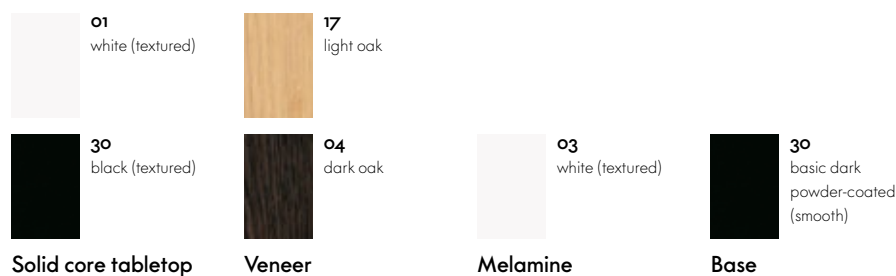 01
white (textured)
17
light oak
30
black (textured)
04
dark oak
03
white (textured)
30
basic dark
powder-coated
(smooth)
Solid core tabletop
Veneer
Melamine
Base